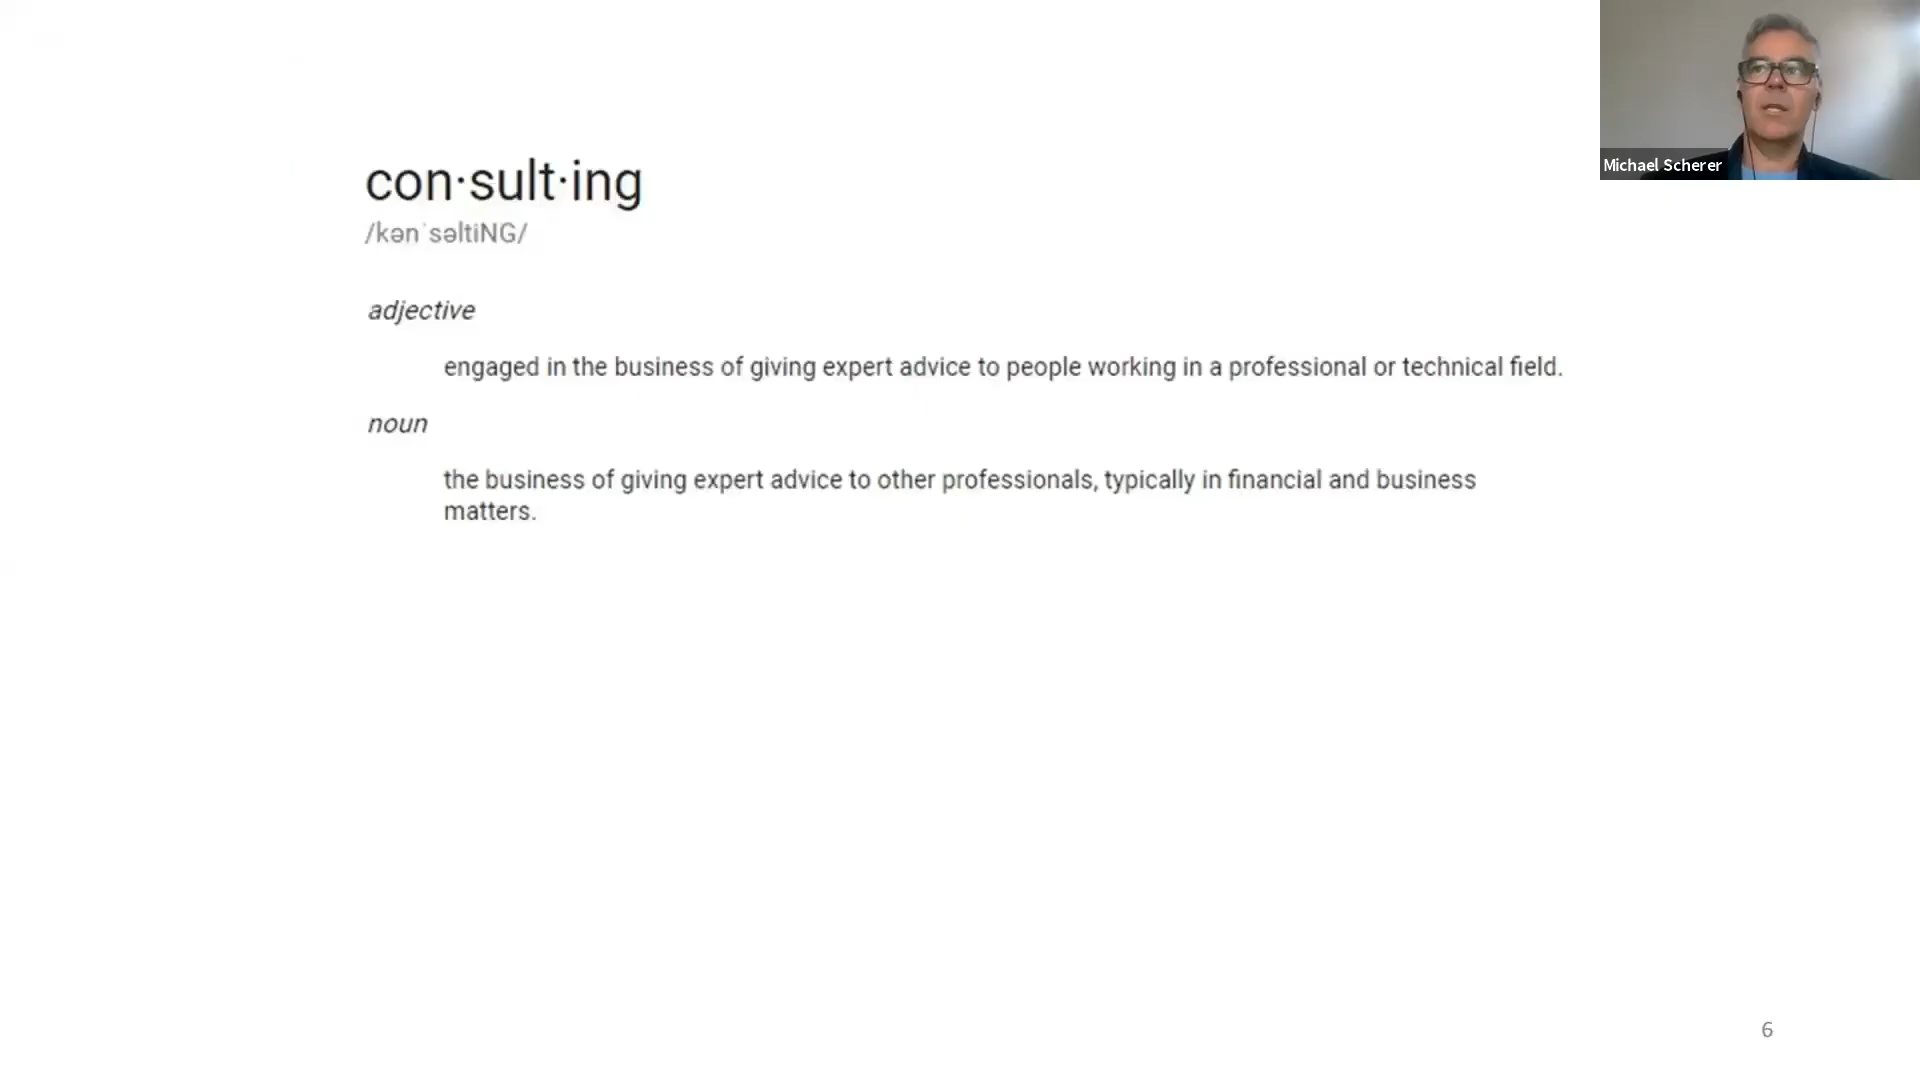 con·sult·ing
/kənˈsəltiNG/
adjective
engaged in the business of giving expert advice to people working in a professional or technical field.
noun
the business of giving expert advice to other professionals, typically in financial and business
matters.
Michael Scherer
6